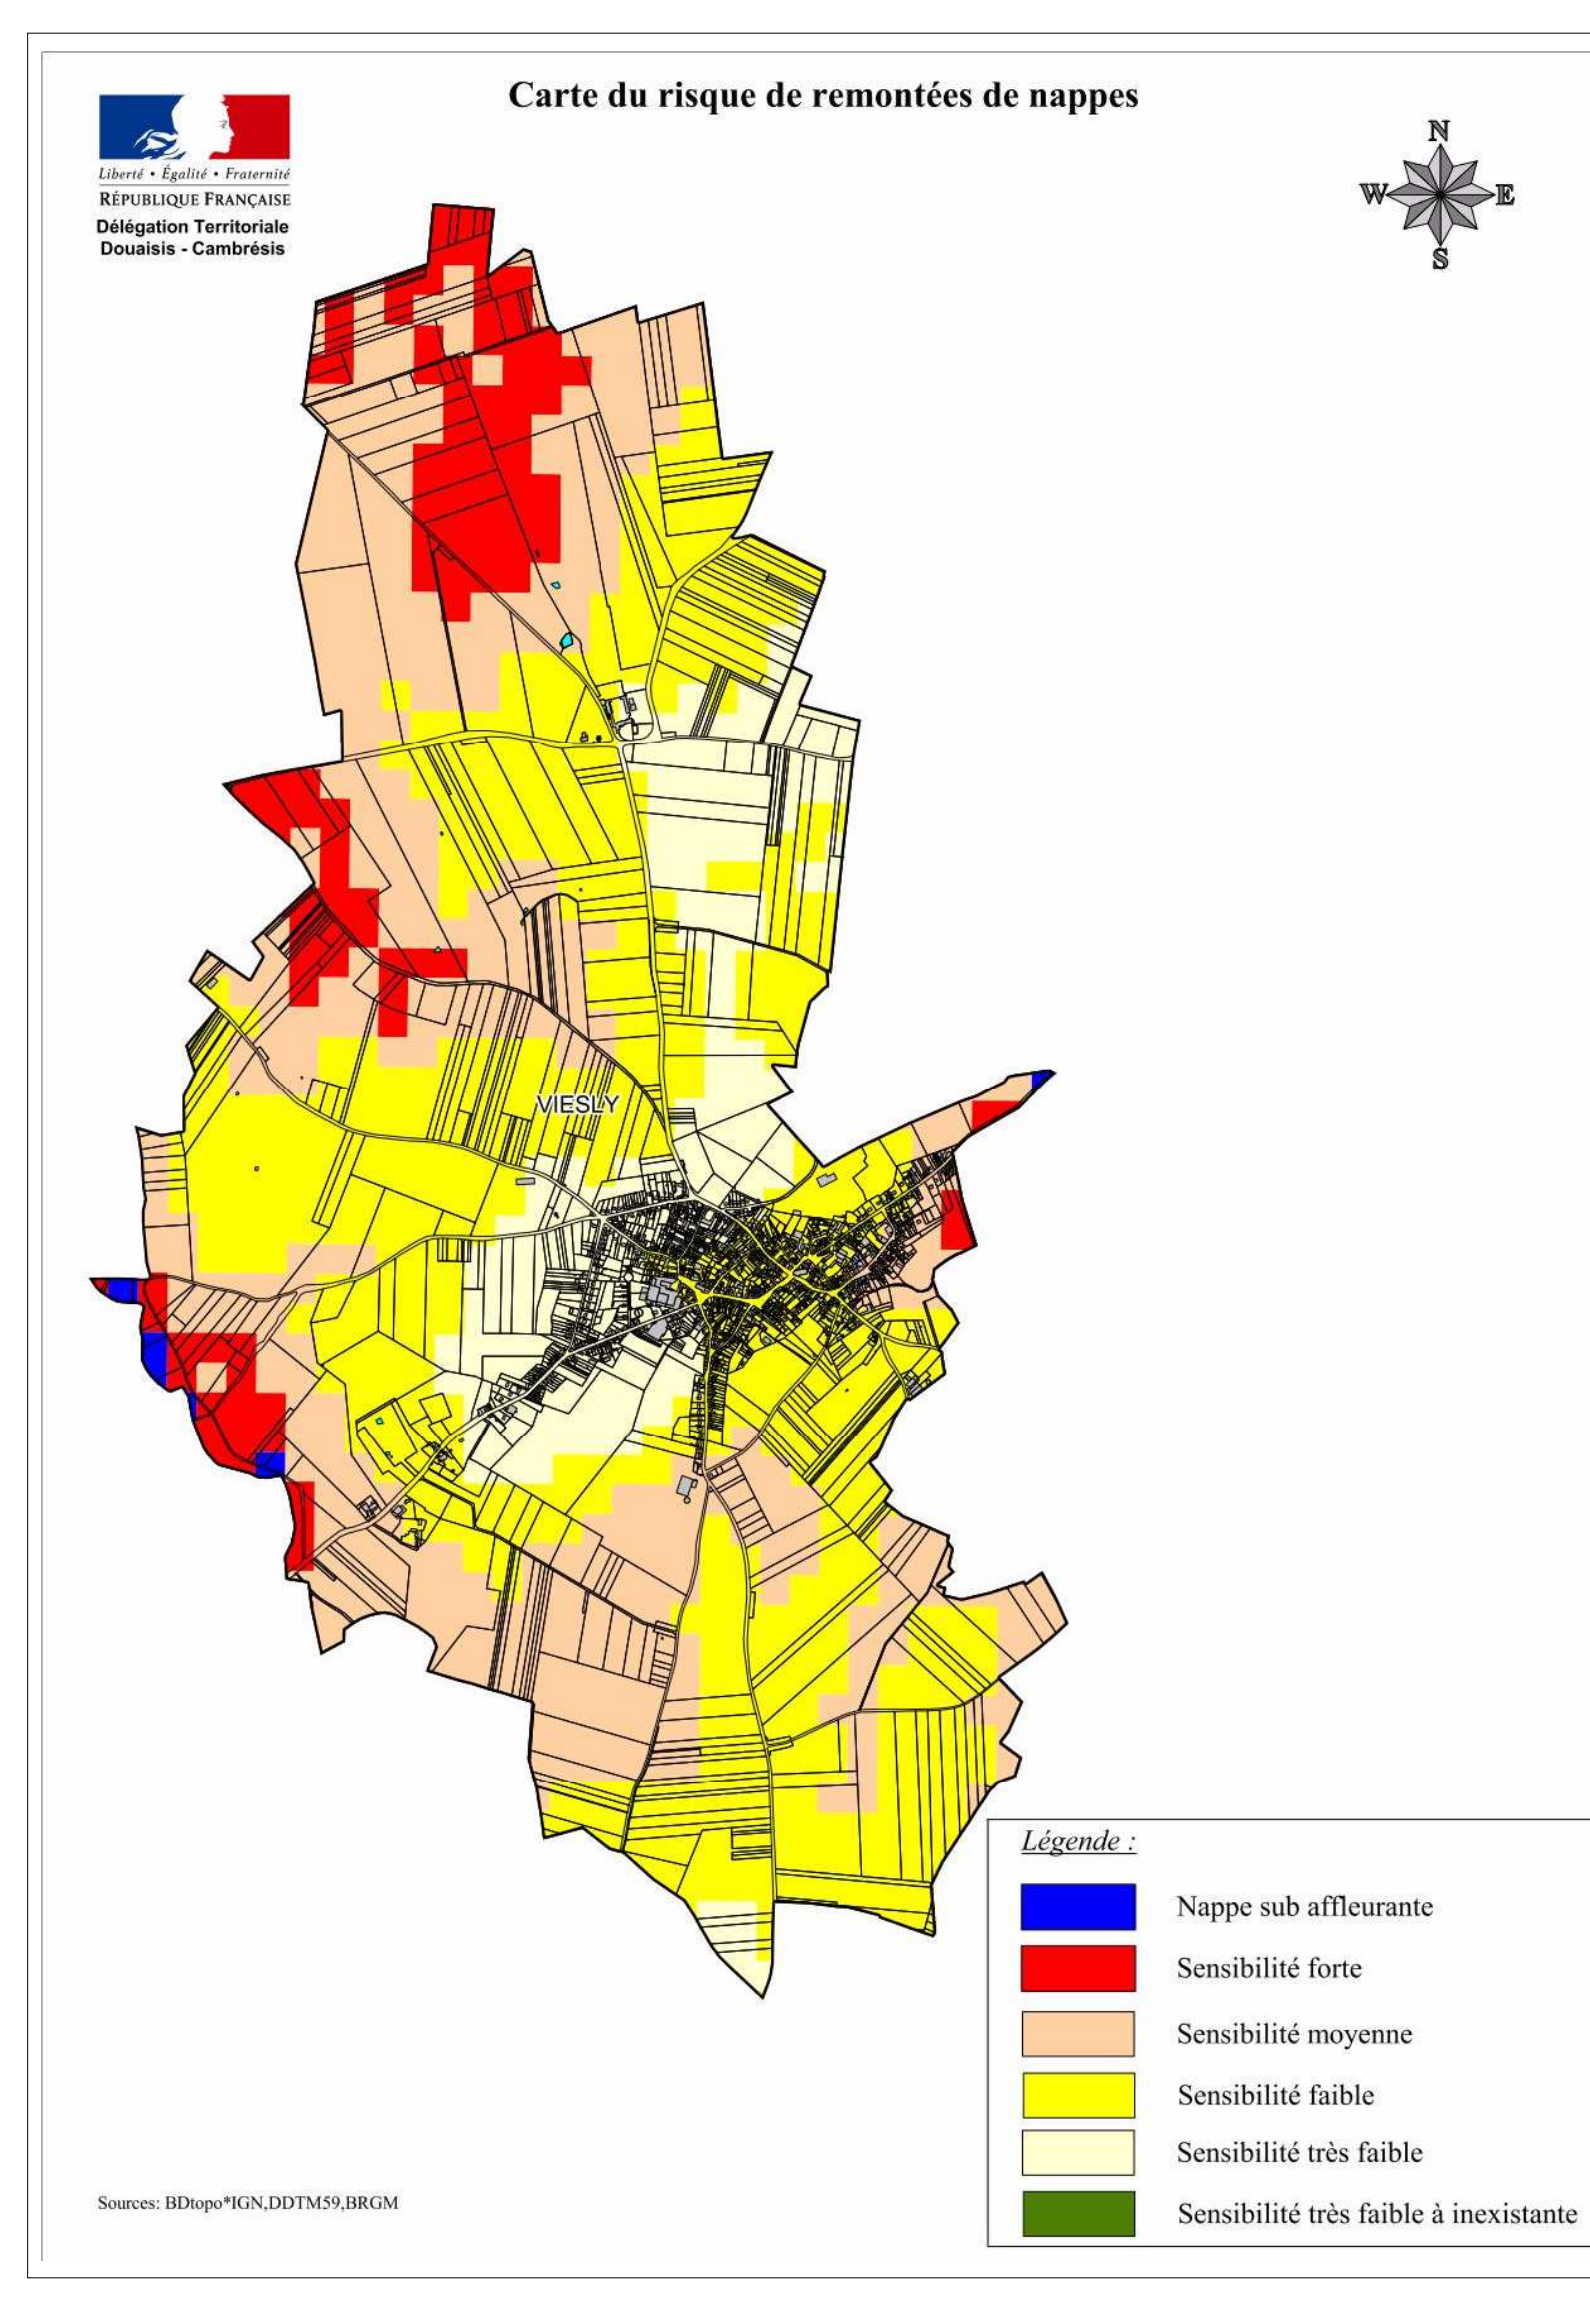 Carte du risque de remontées de nappes
N
W
E
S
Liberté • Égalité • Fraternité
RÉPUBLIQUE FRANÇAISE
Délégation Territoriale
Douaisis - Cambrésis
VIESLY
Légende :
Nappe sub affleurante
Sensibilité forte
Sensibilité moyenne
Sensibilité faible
Sensibilité très faible
Sensibilité très faible à inexistante
Sources: BDtopo*IGN,DDTM59,BRGM